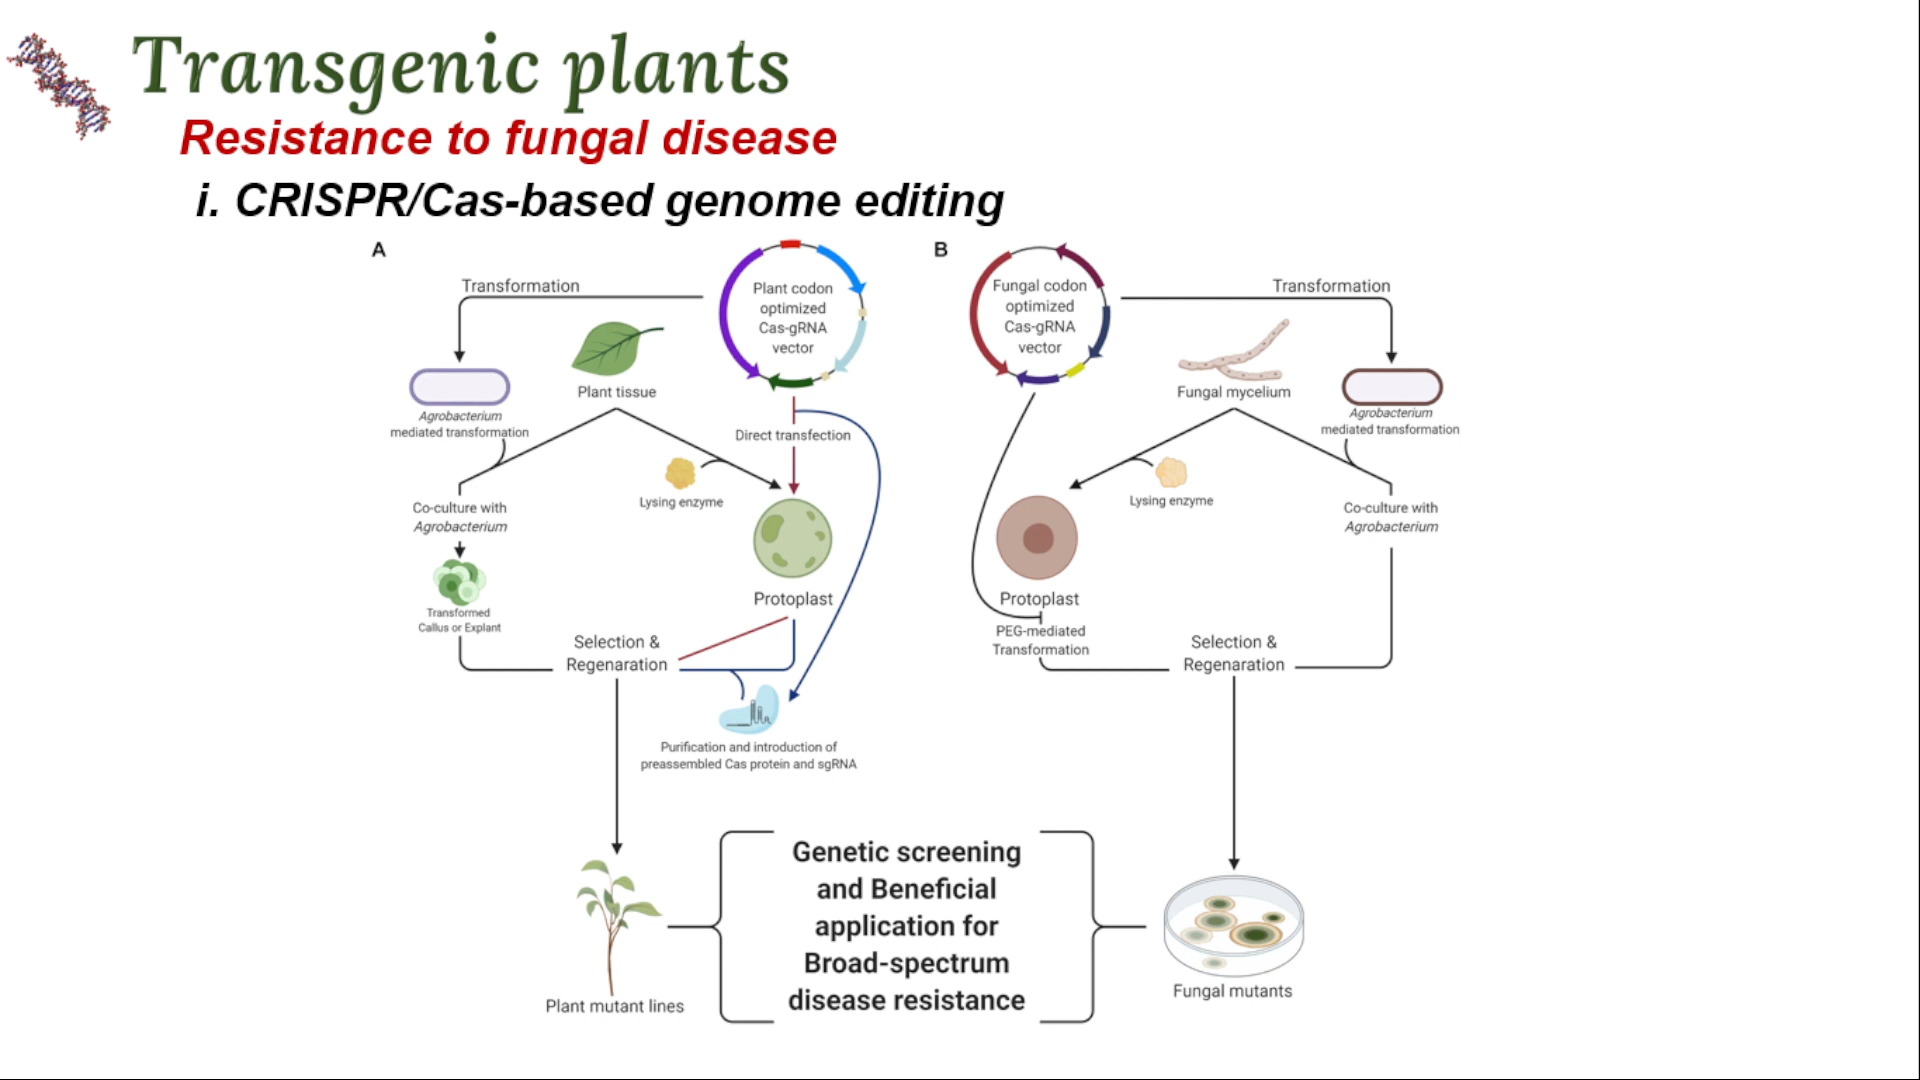 Transgenic plants
Resistance to fungal disease
i. CRISPR/Cas-based genome editing
A
Transformation
Plant codon
optimized
Cas-gRNA
vector
Plant tissue
Agrobacterium
mediated transformation
Direct transfection
Lysing enzyme
Co-culture with
Agrobacterium
Protoplast
Transformed
Callus or Explant
Selection &
Regenaration
Purification and introduction of
preassembled Cas protein and sgRNA
Plant mutant lines
B
Fungal codon
optimized
Cas-gRNA
vector
Transformation
Fungal mycelium
Agrobacterium
mediated transformation
Lysing enzyme
Co-culture with
Agrobacterium
Protoplast
PEG-mediated
Transformation
Selection &
Regenaration
Fungal mutants
Genetic screening
and Beneficial
application for
Broad-spectrum
disease resistance